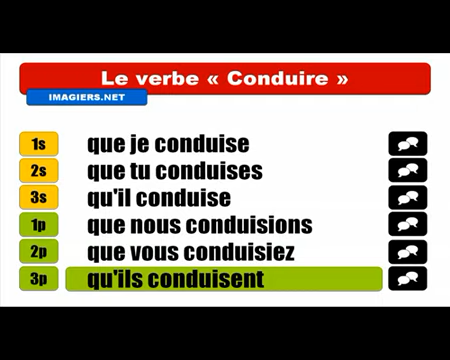 Le verbe « Conduire »
IMAGIERS.NET
1s que je conduise
2s que tu conduises
3s qu'il conduise
1p que nous conduisions
2p que vous conduisiez
3p qu'ils conduisent